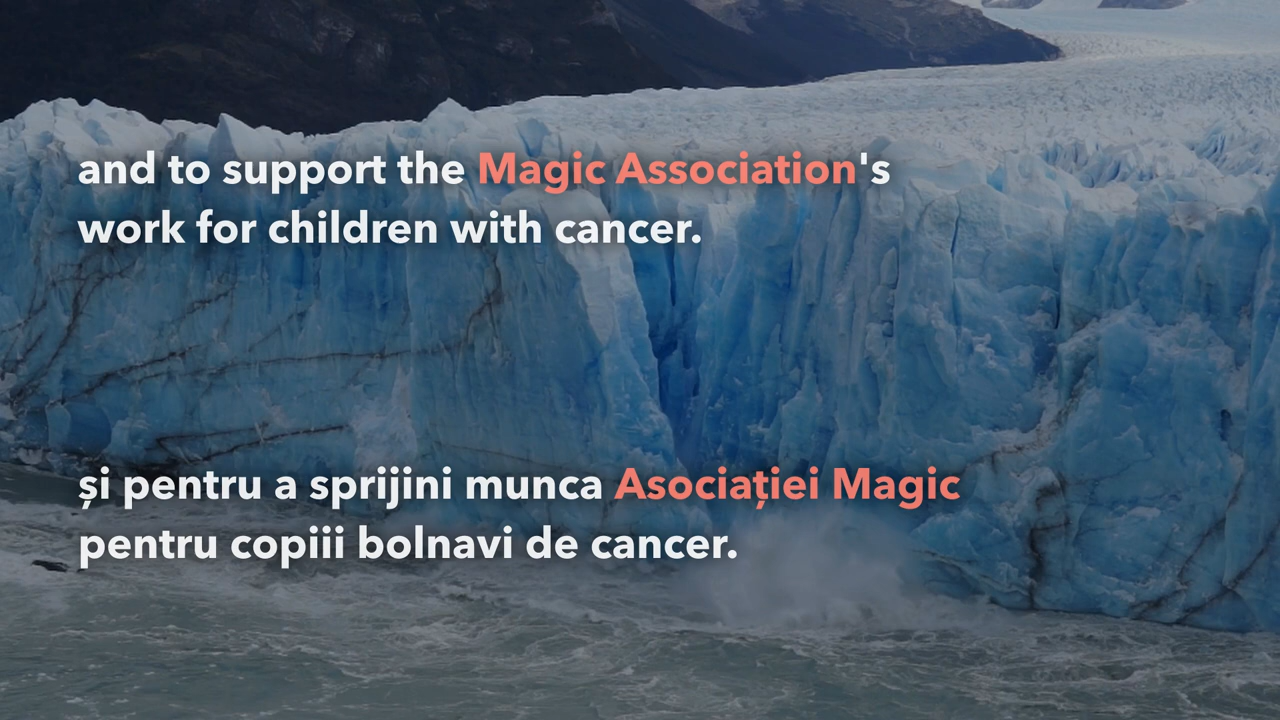 and to support the Magic Association's
work for children with cancer.
și pentru a sprijini munca Asociației Magic
pentru copiii bolnavi de cancer.